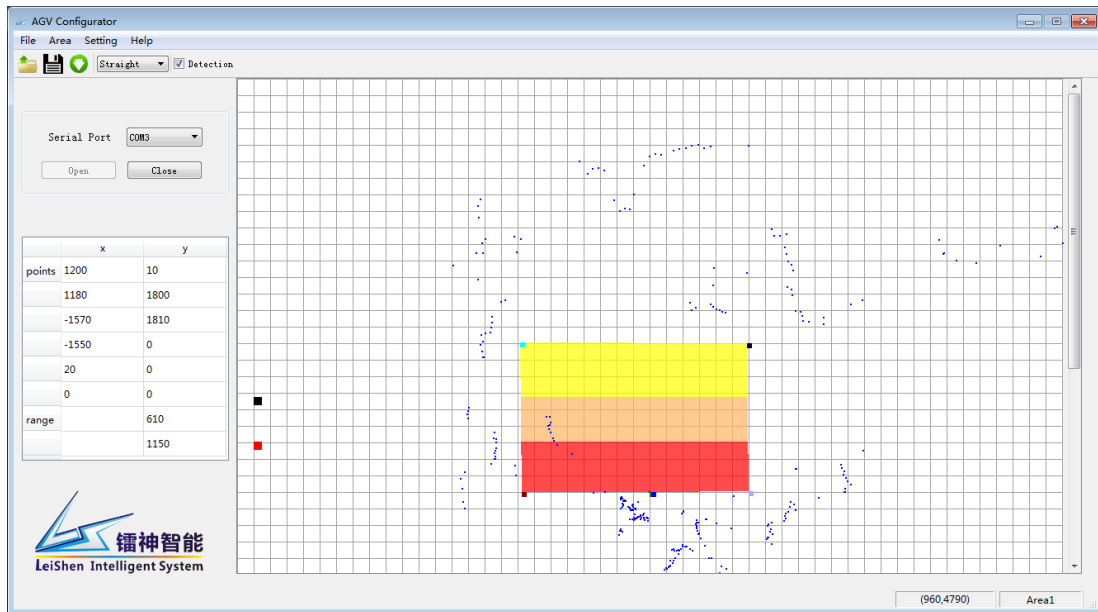 AGV Configurator
File Area Setting Help
Straight Detection
Serial Port COM3
Open Close
x y
points 1200 10
1180 1800
-1570 1810
-1550 0
20 0
0 0
range 610
1150
镭神智能
LeiShen Intelligent System
(960,4790) Area1